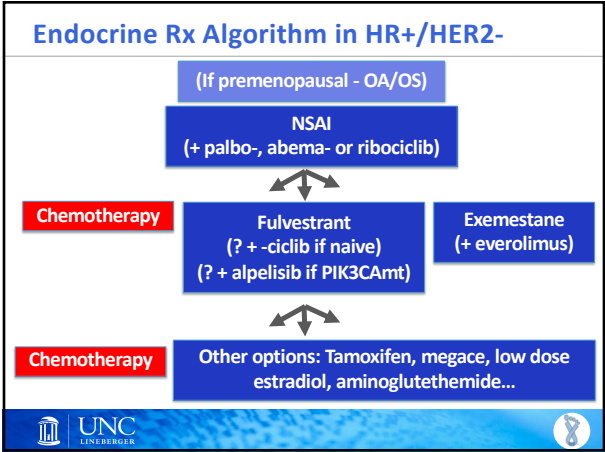 Endocrine Rx Algorithm in HR+/HER2-
(If premenopausal - OA/OS)
NSAI
(+ palbo-, abema- or ribociclib)
Chemotherapy
Fulvestrant
(? + -ciclib if naive)
(? + alpelisib if PIK3CAmt)
Exemestane
(+ everolimus)
Chemotherapy
Other options: Tamoxifen, megace, low dose
estradiol, aminoglutethemide...
UNC
LINEBERGER